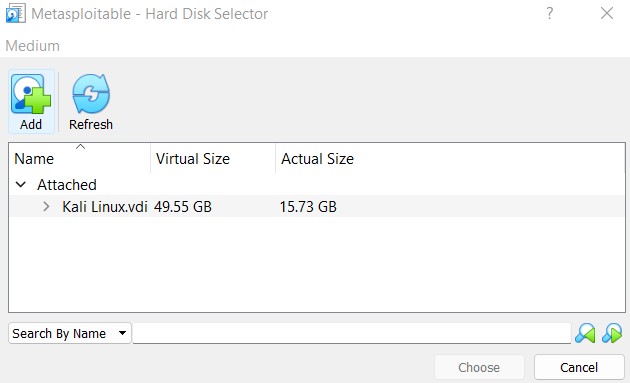 Metasploitable - Hard Disk Selector ?
Medium
Add Refresh
Name Virtual Size Actual Size
Attached
Kali Linux.vdi 49.55 GB 15.73 GB
Search By Name
Choose Cancel